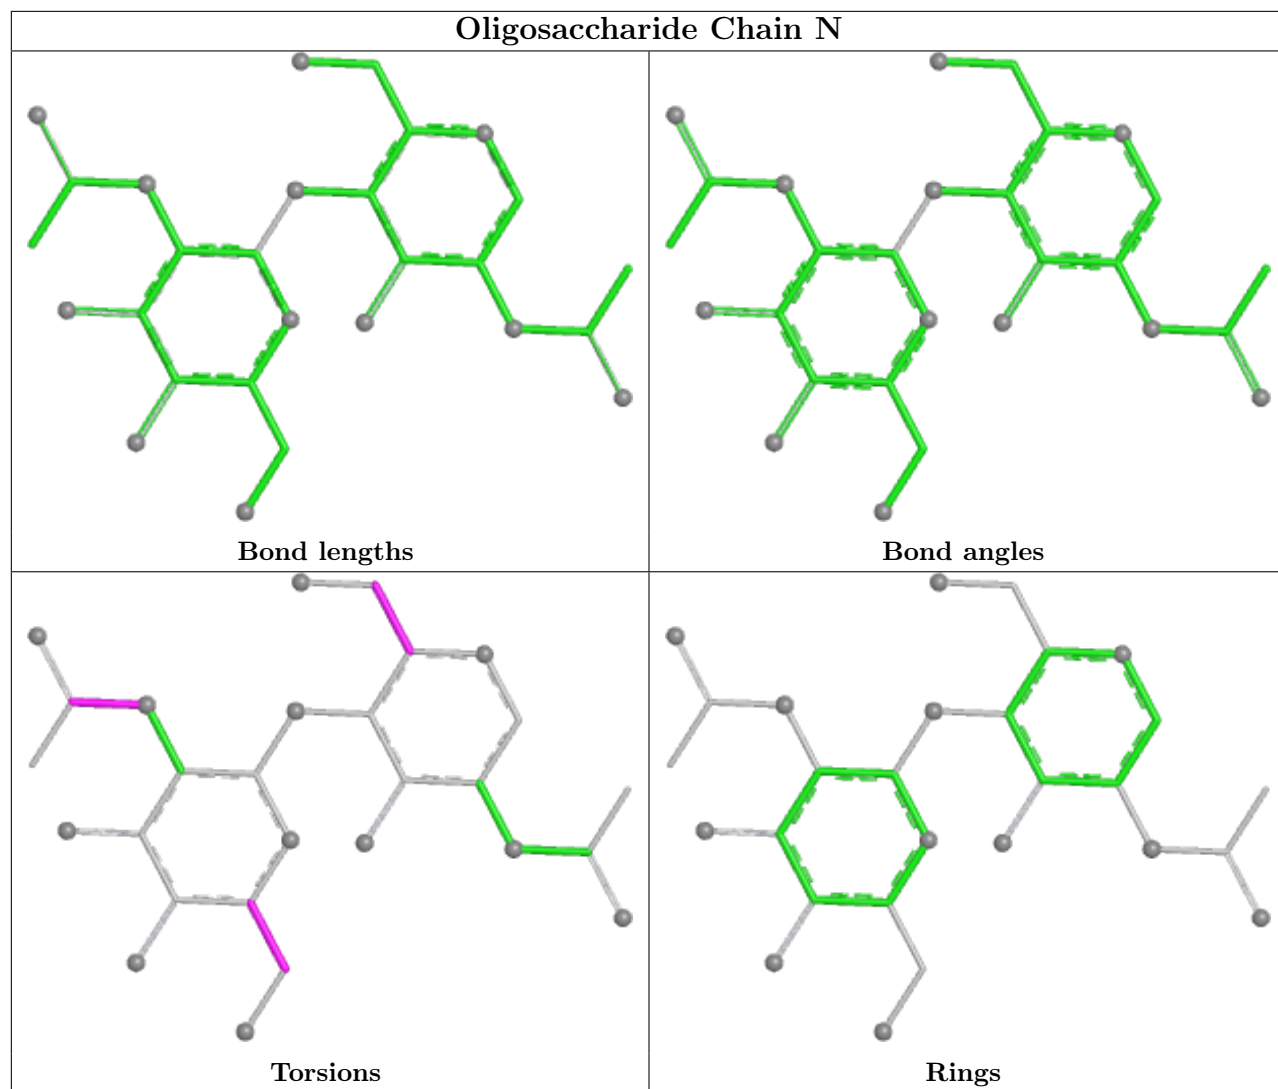 Oligosaccharide Chain N
Bond lengths
Bond angles
Torsions
Rings